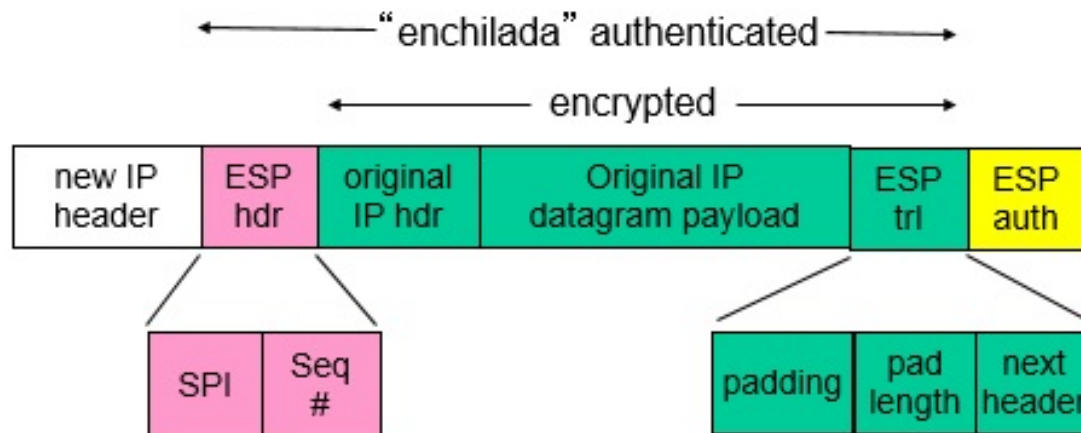 “enchilada” authenticated
encrypted
new IP
header
ESP
hdr
original
IP hdr
Original IP
datagram payload
ESP
trl
ESP
auth
SPI
Seq
#
padding
pad
length
next
header